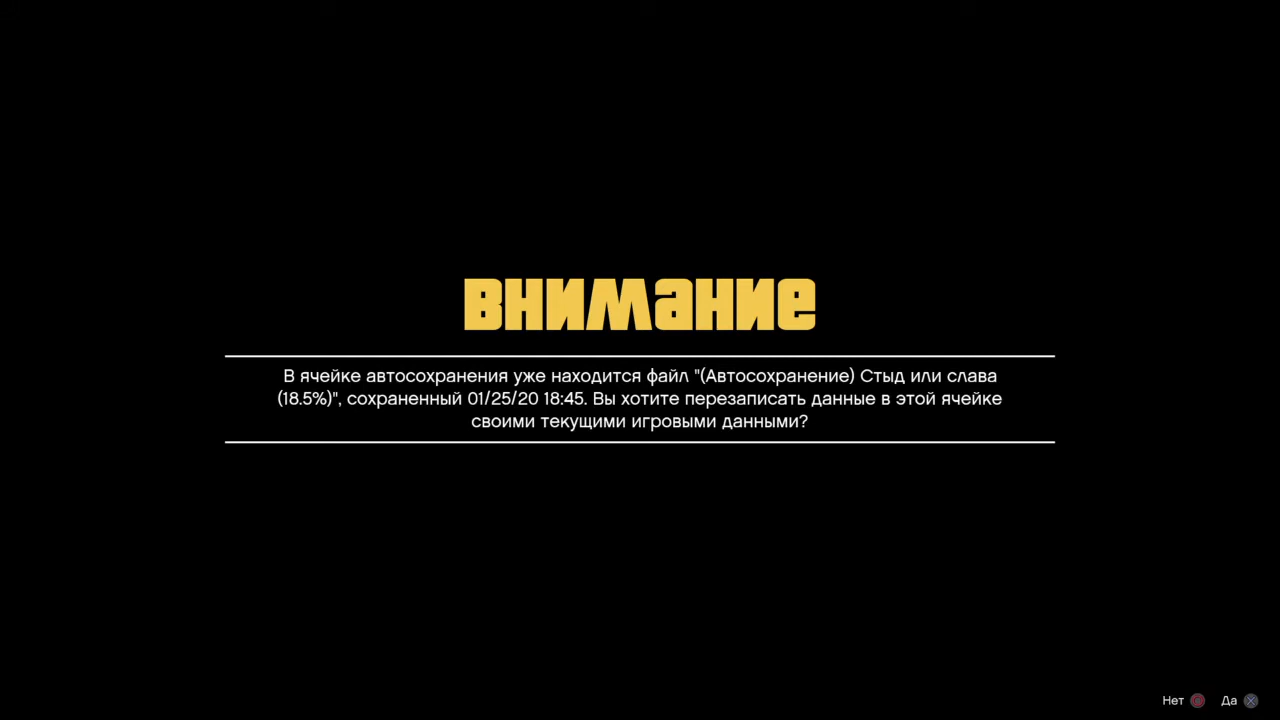 внимание
В ячейке автосохранения уже находится файл "(Автосохранение) Стыд или слава
(18.5%)", сохраненный 01/25/20 18:45. Вы хотите перезаписать данные в этой ячейке
своими текущими игровыми данными?
Нет Да